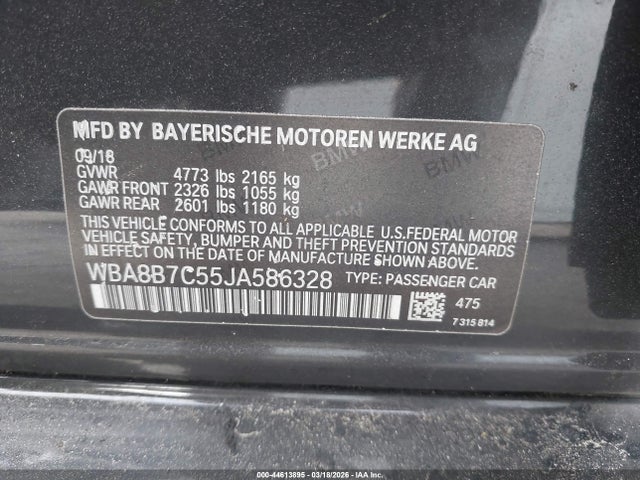 MFD BY BAYERISCHE MOTOREN WERKE AG
09/18
GVWR 4773 lbs 2165 kg
GAWR FRONT 2326 lbs 1055 kg
GAWR REAR 2601 lbs 1180 kg
THIS VEHICLE CONFORMS TO ALL APPLICABLE U.S.FEDERAL MOTOR
VEHICLE SAFETY, BUMPER AND THEFT PREVENTION STANDARDS
IN EFFECT ON THE DATE OF MANUFACTURE SHOWN ABOVE.
WBA8B7C55JA586328 TYPE: PASSENGER CAR
475
7 315 814
000-44613895 - 03/18/2026 - COPART